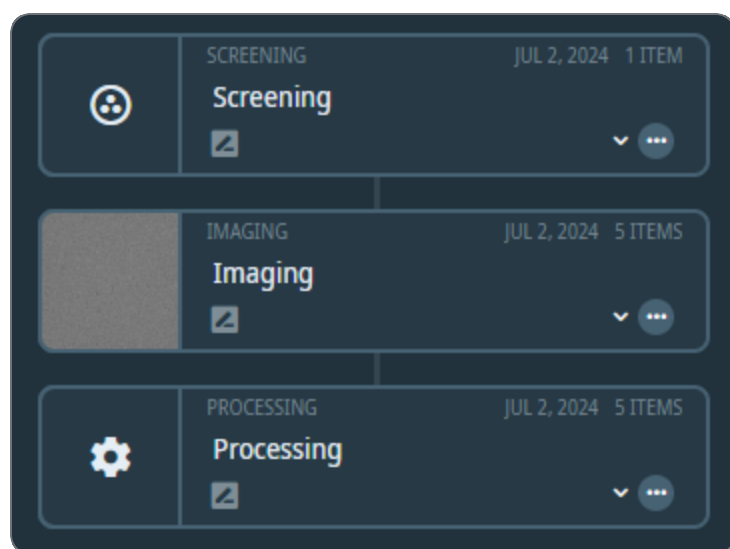 SCREENING JUL 2, 2024 1 ITEM
Screening
IMAGING JUL 2, 2024 5 ITEMS
Imaging
PROCESSING JUL 2, 2024 5 ITEMS
Processing